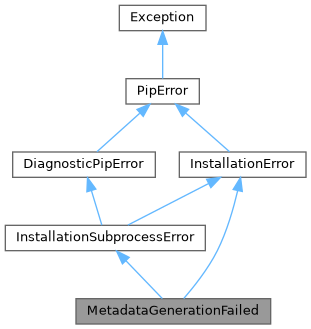 Exception
PipError
DiagnosticPipError
InstallationError
InstallationSubprocessError
MetadataGenerationFailed